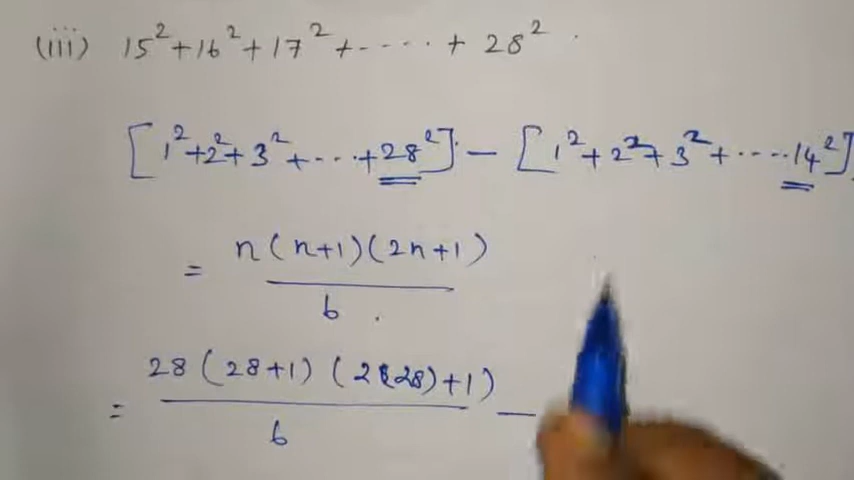 (iii) 15² + 16² + 17² + ----- + 28² .
[1² + 2² + 3² + ----- + 28²] - [1² + 2² + 3² + ----- 14²]
= n(n+1)(2n+1) / 6 .
= 28(28+1)(2(28)+1) / 6 -